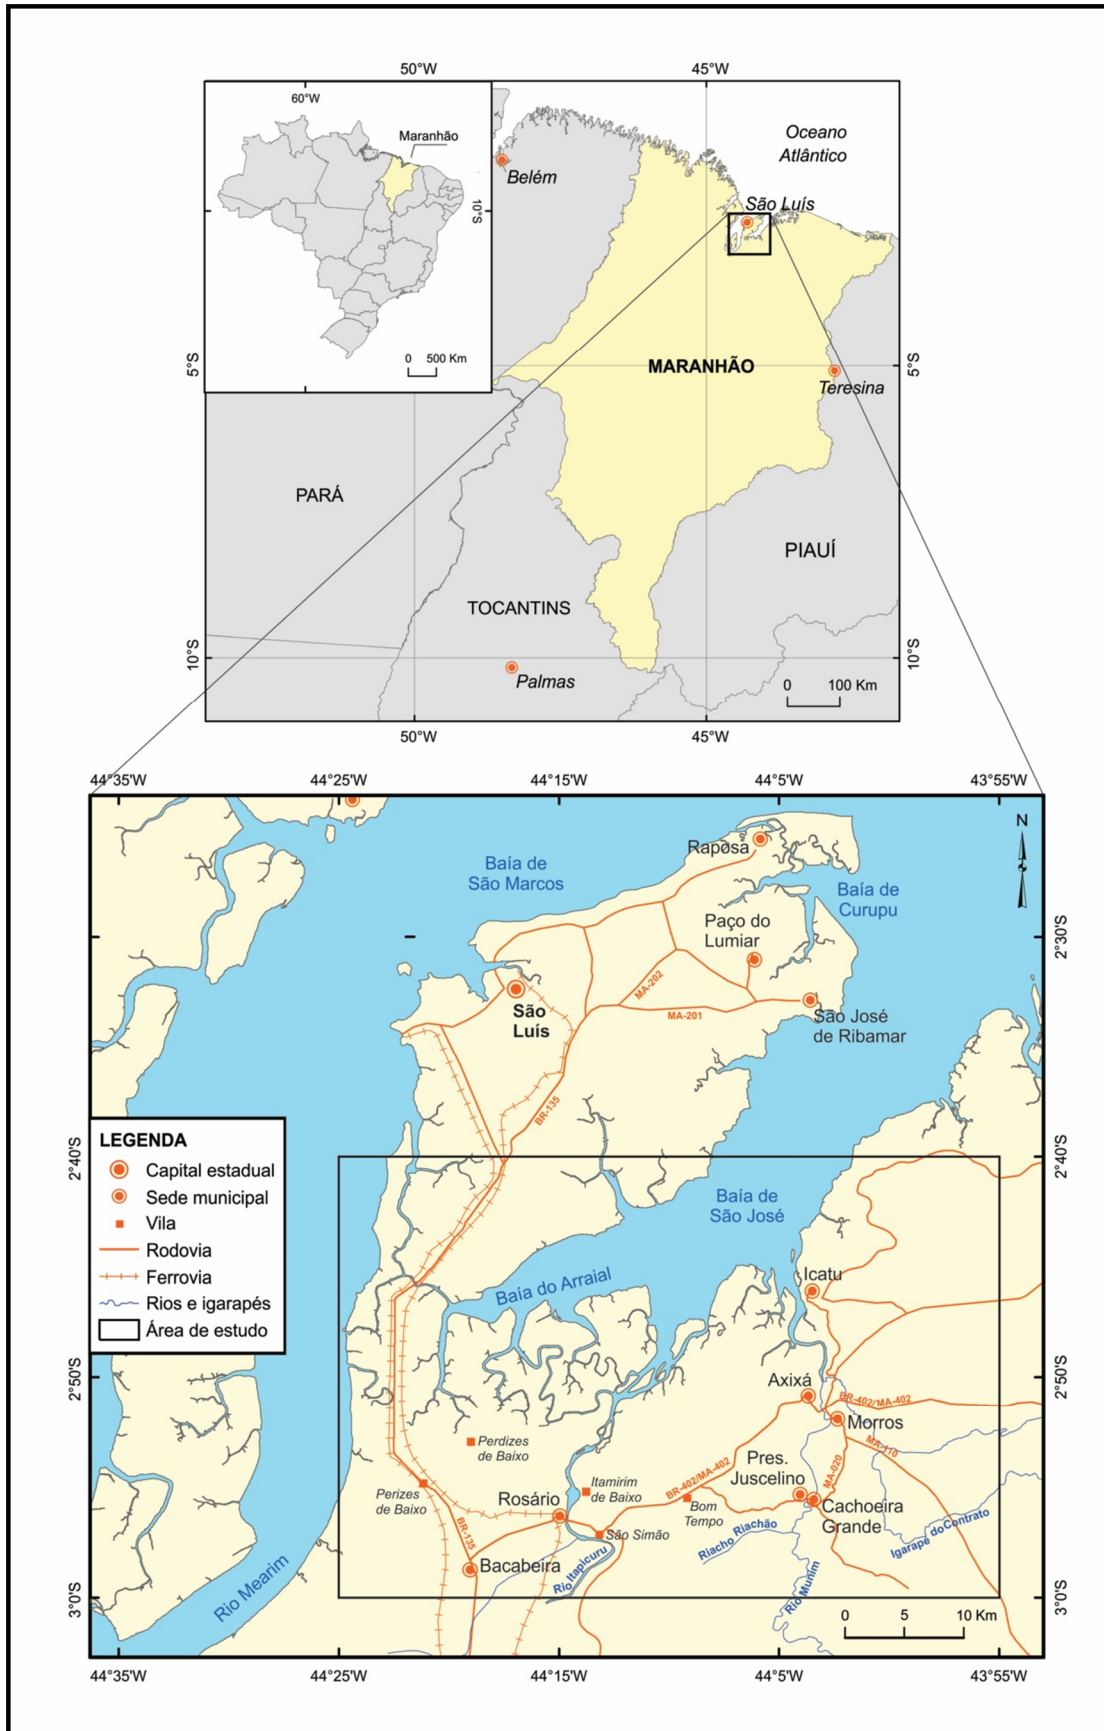 50°W
45°W
60°W
Maranhão
10°S
0 500 Km
Oceano
Atlântico
Belém
São Luís
MARANHÃO
5°S
5°S
Teresina
PARÁ
PIAUÍ
TOCANTINS
10°S
10°S
Palmas
0 100 Km
50°W
45°W
44°35'W
44°25'W
44°15'W
44°5'W
43°55'W
N
Raposa
Baía de
São Marcos
Baía de
Curupu
Paço do
Lumiar
2°30'S
MA-202
MA-201
São
Luís
São José
de Ribamar
BR-135
LEGENDA
Capital estadual
Sede municipal
Vila
Rodovia
Ferrovia
Rios e igarapés
Área de estudo
2°40'S
2°40'S
Baía de
São José
Icatu
Baía do Arraial
2°50'S
2°50'S
Axixá
BR-402/MA-402
Morros
MA-110
Perdizes
de Baixo
Pres.
Juscelino
MA-020
BR-402/MA-402
Perizes
de Baixo
Itamirim
de Baixo
Rosário
Bom
Tempo
Cachoeira
Grande
São Simão
Riacho Riachão
Igarapé do Contrato
BR-135
Bacabeira
Rio Itapicuru
Rio Munim
Rio Mearim
3°0'S
3°0'S
0 5 10 Km
44°35'W
44°25'W
44°15'W
44°5'W
43°55'W